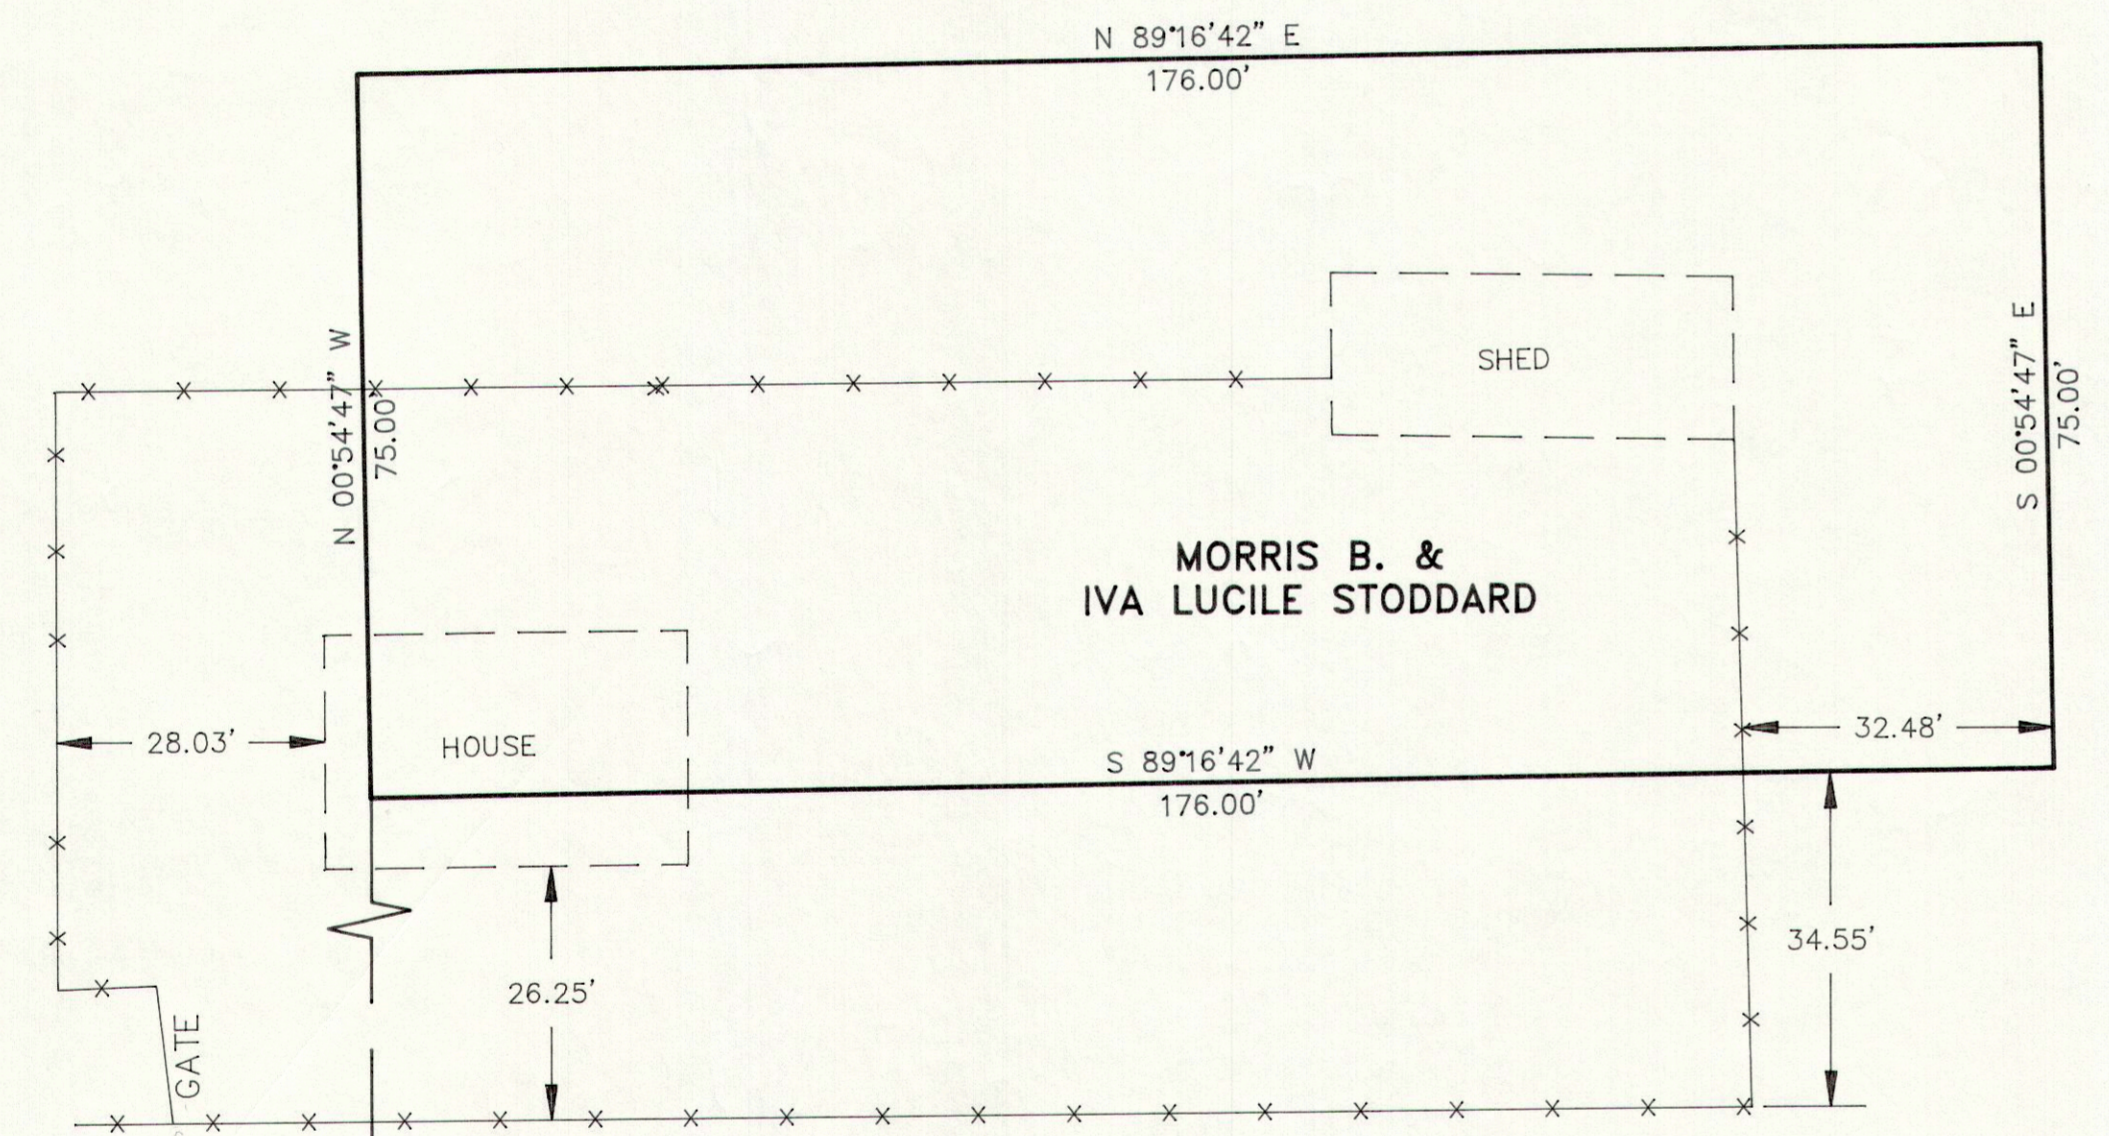 N 89°16'42" E
176.00'
N 00°54'47" W
75.00'
SHED
S 00°54'47" E
75.00'
MORRIS B. &
IVA LUCILE STODDARD
28.03'
HOUSE
S 89°16'42" W
176.00'
32.48'
26.25'
34.55'
GATE